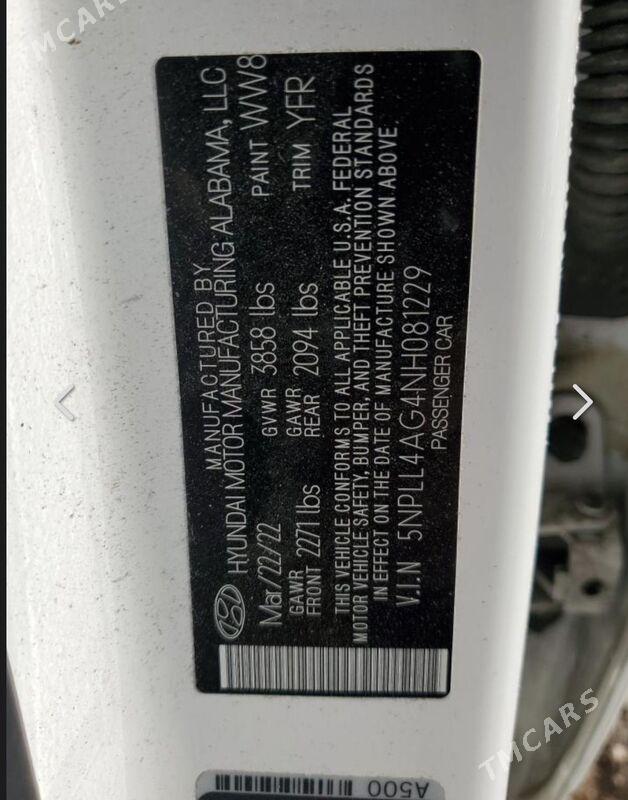 MANUFACTURED BY
HYUNDAI MOTOR MANUFACTURING ALABAMA, LLC
Mar/22/22 GVWR 3858 lbs PAINT WW8
GAWR FRONT 2271 lbs GAWR REAR 2094 lbs TRIM YFR
THIS VEHICLE CONFORMS TO ALL APPLICABLE U.S.A. FEDERAL
MOTOR VEHICLE SAFETY, BUMPER, AND THEFT PREVENTION STANDARDS
IN EFFECT ON THE DATE OF MANUFACTURE SHOWN ABOVE.
V.I.N 5NPLL4AG4NH081229
PASSENGER CAR
A500
TMCARS
TMCARS